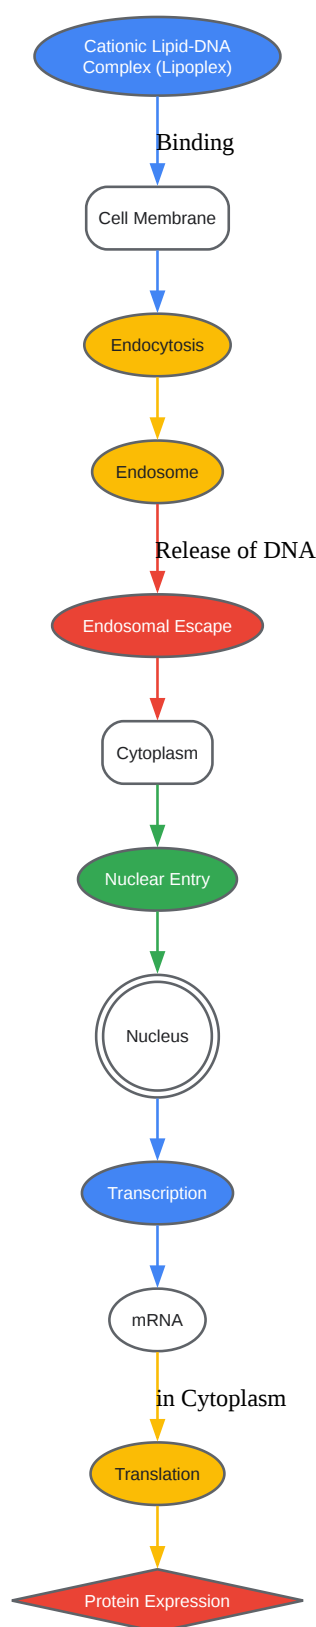 Cationic Lipid-DNA
Complex (Lipoplex)
Binding
Cell Membrane
Endocytosis
Endosome
Release of DNA
Endosomal Escape
Cytoplasm
Nuclear Entry
Nucleus
Transcription
mRNA
in Cytoplasm
Translation
Protein Expression